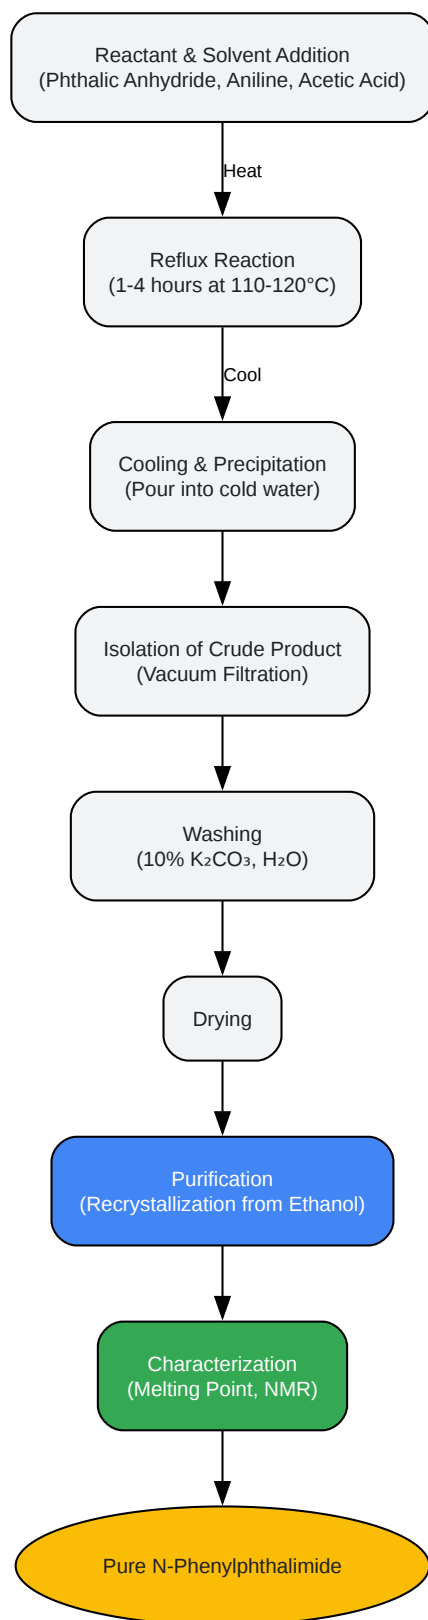 Reactant & Solvent Addition
(Phthalic Anhydride, Aniline, Acetic Acid)
Heat
Reflux Reaction
(1-4 hours at 110-120°C)
Cool
Cooling & Precipitation
(Pour into cold water)
Isolation of Crude Product
(Vacuum Filtration)
Washing
(10% K₂CO₃, H₂O)
Drying
Purification
(Recrystallization from Ethanol)
Characterization
(Melting Point, NMR)
Pure N-Phenylphthalimide